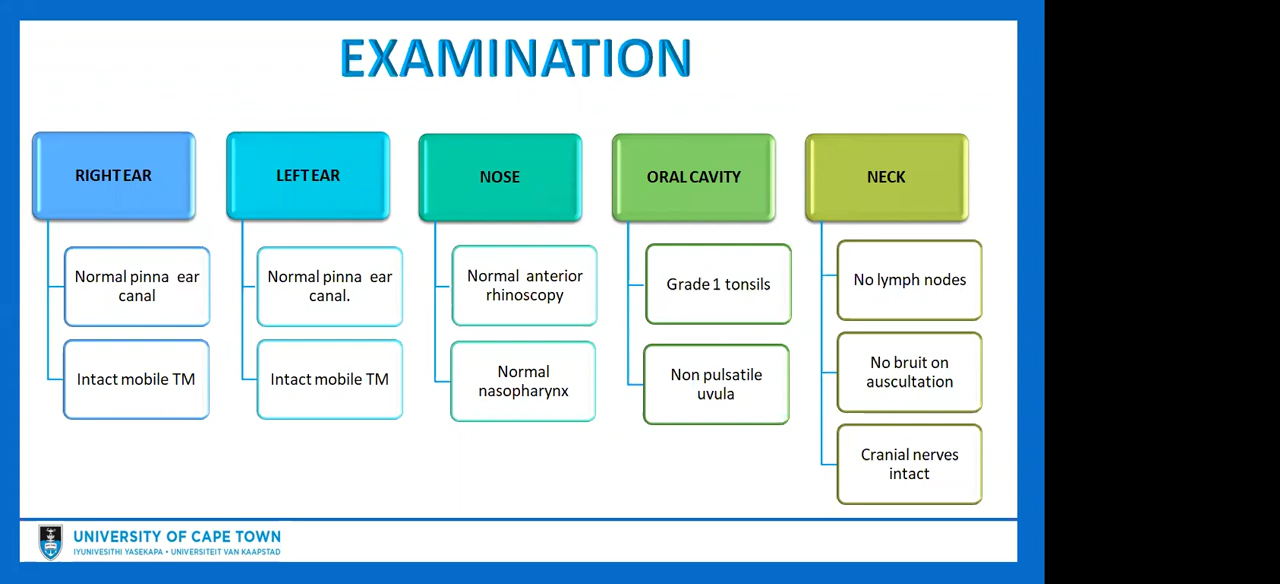 EXAMINATION
RIGHT EAR
Normal pinna ear
canal
Intact mobile TM
LEFT EAR
Normal pinna ear
canal.
Intact mobile TM
NOSE
Normal anterior
rhinoscopy
Normal
nasopharynx
ORAL CAVITY
Grade 1 tonsils
Non pulsatile
uvula
NECK
No lymph nodes
No bruit on
auscultation
Cranial nerves
intact
UNIVERSITY OF CAPE TOWN
IYUNIVESITHI YASEKAPA • UNIVERSITEIT VAN KAAPSTAD